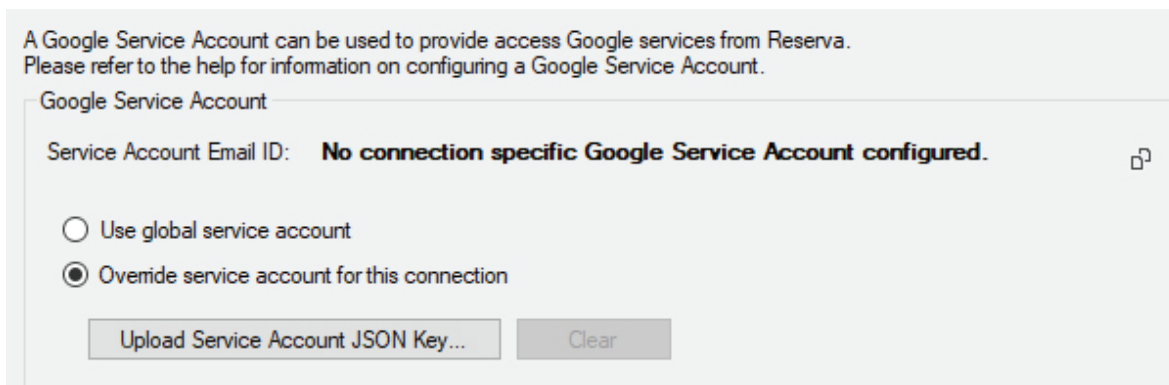 A Google Service Account can be used to provide access Google services from Reserva.
Please refer to the help for information on configuring a Google Service Account.
Google Service Account
Service Account Email ID: No connection specific Google Service Account configured.
Use global service account
Override service account for this connection
Upload Service Account JSON Key... Clear